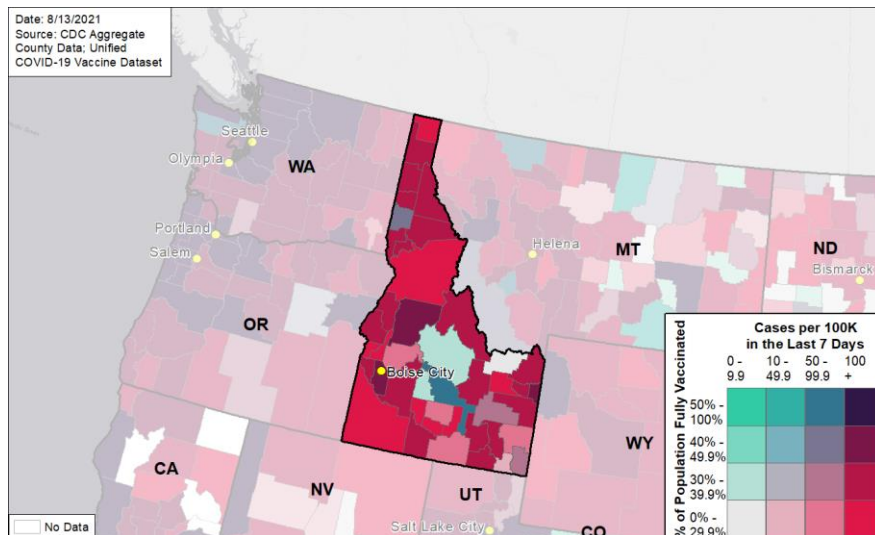 Date: 8/13/2021
Source: CDC Aggregate
County Data; Unified
COVID-19 Vaccine Dataset
Seattle
Olympia
WA
Portland
Salem
Helena
MT
ND
Bismarck
OR
Boise City
WY
CA
NV
UT
Salt Lake City
CO
No Data
Cases per 100K
in the Last 7 Days
0 -
9.9
10 -
49.9
50 -
99.9
100
+
% of Population Fully Vaccinated
50% -
100%
40% -
49.9%
30% -
39.9%
0% -
29.9%